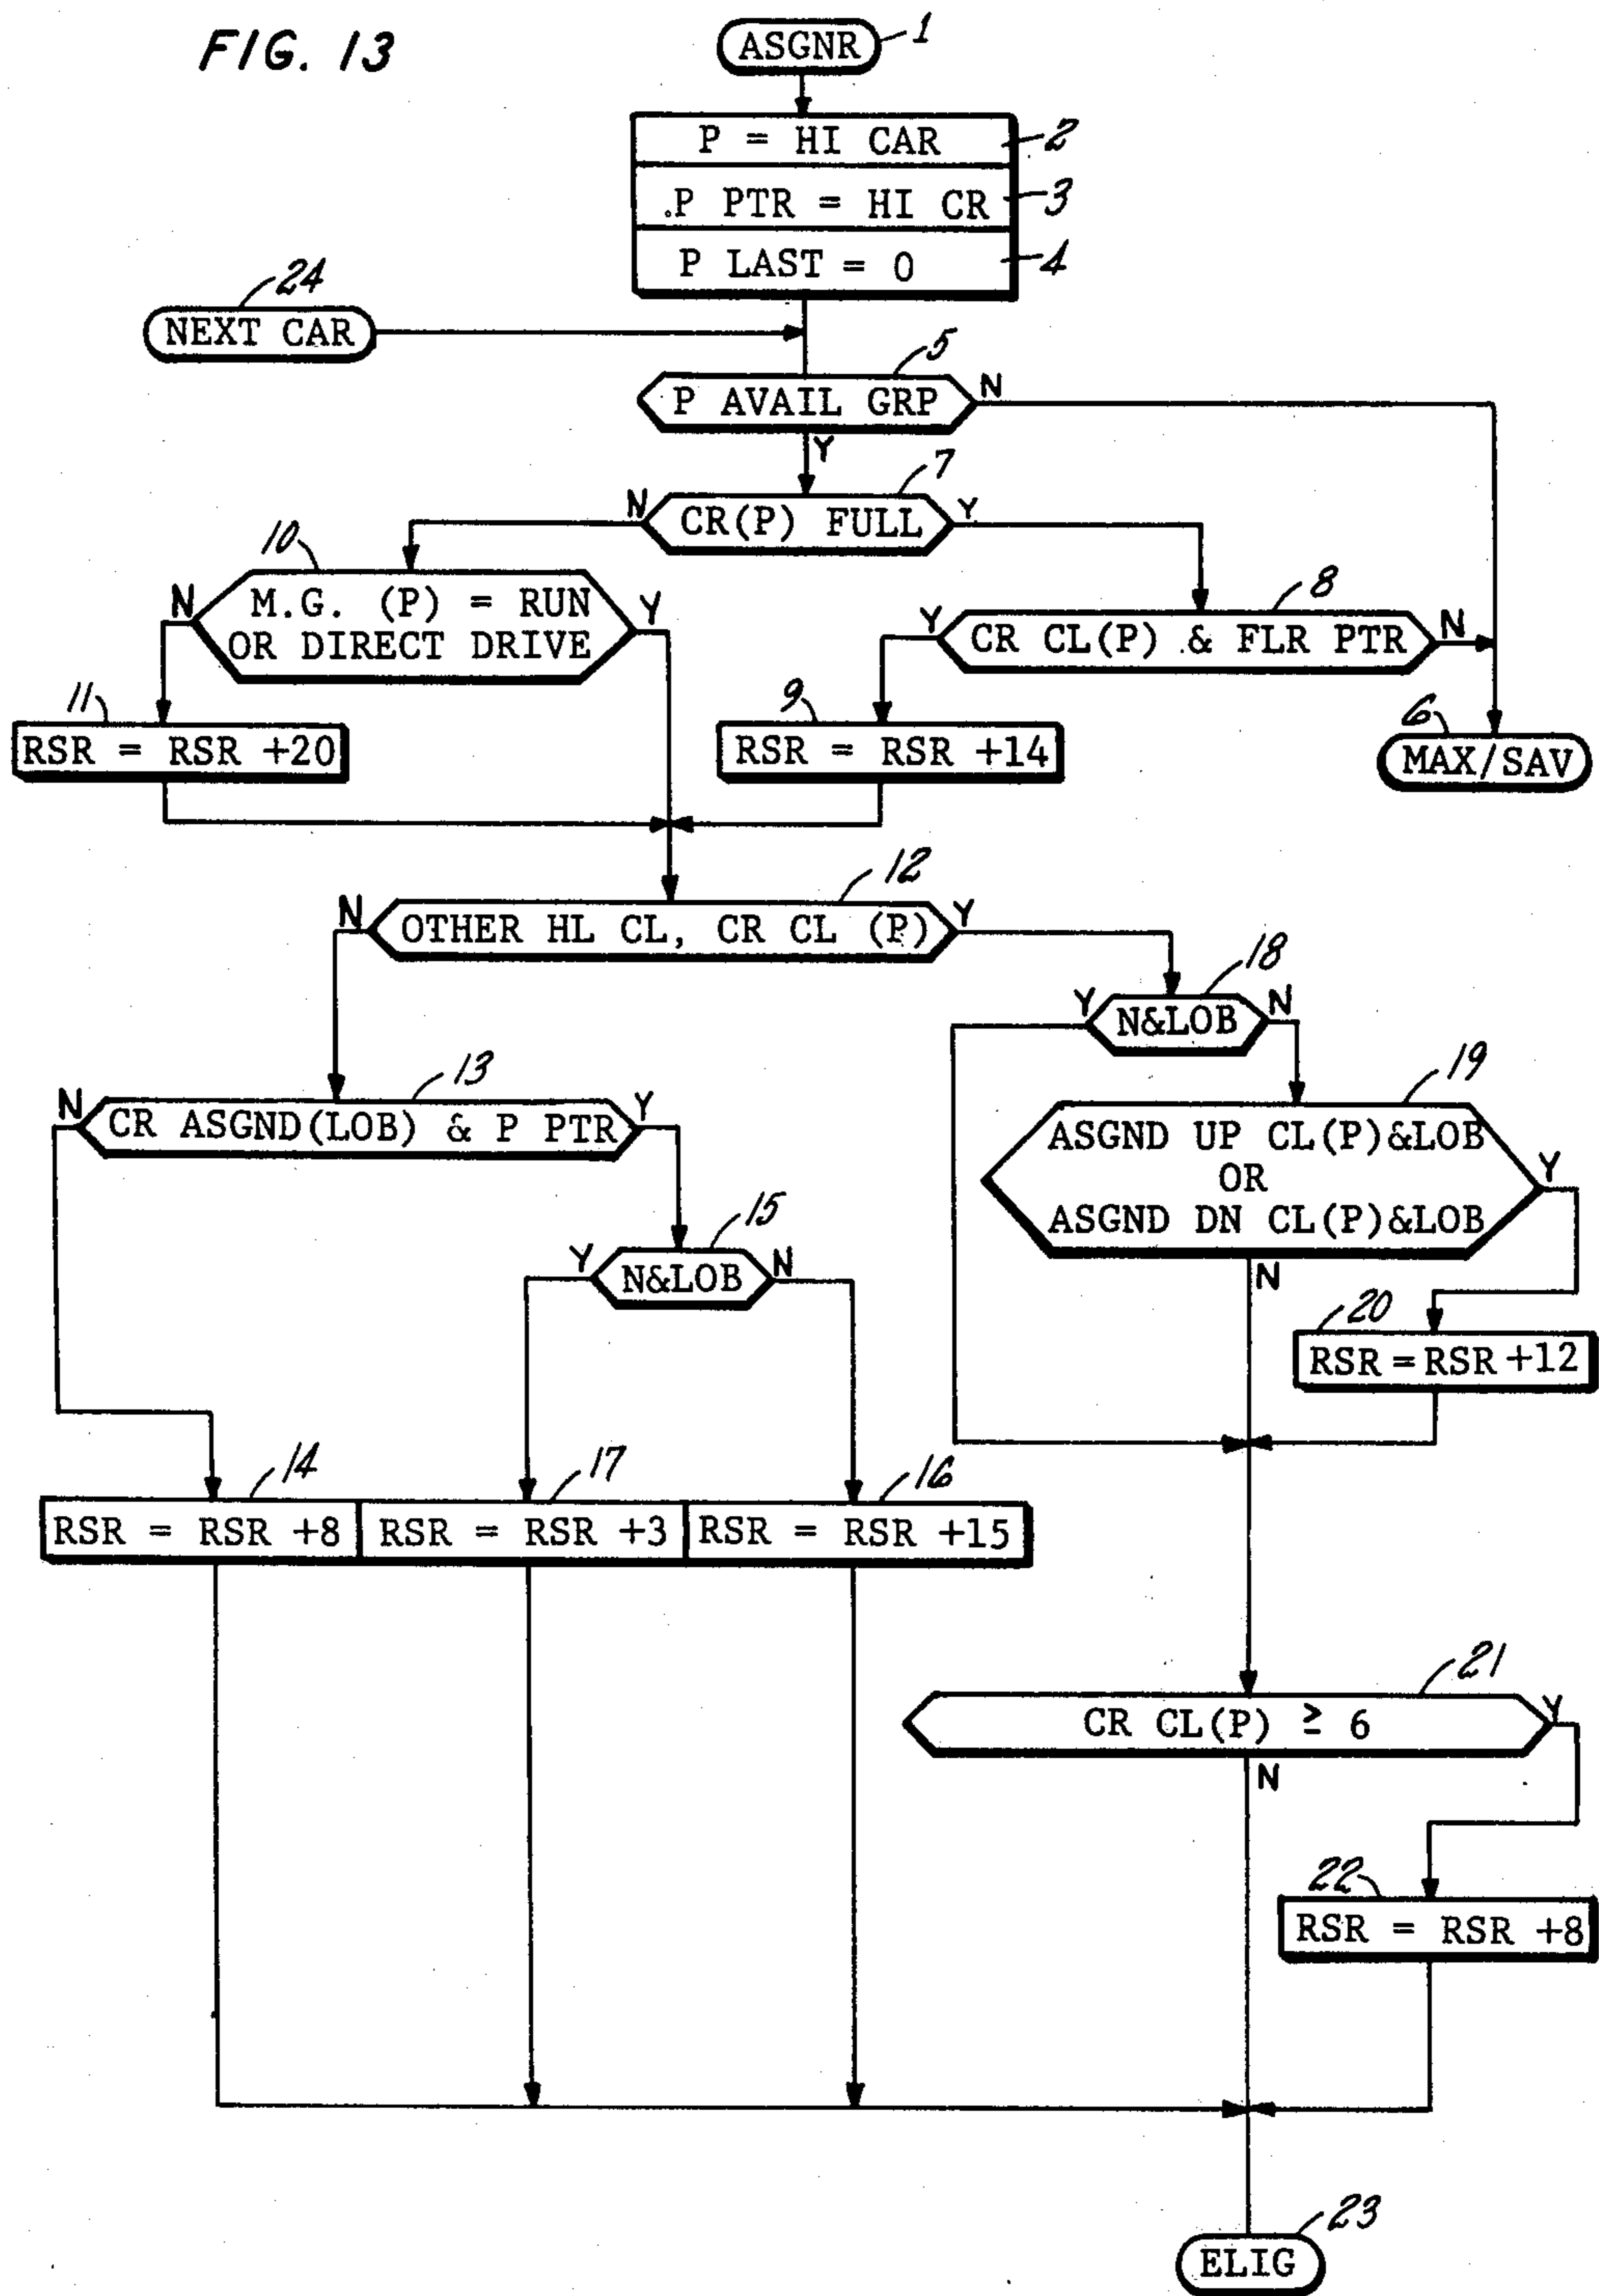 FIG. 13
ASGNR
1
P = HI CAR
2
.P PTR = HI CR
3
P LAST = 0
4
24
NEXT CAR
5
P AVAIL GRP
N
Y
7
N
CR(P) FULL
Y
10
N
M.G. (P) = RUN
OR DIRECT DRIVE
Y
8
Y
CR CL(P) & FLR PTR
N
11
RSR = RSR +20
9
RSR = RSR +14
6
MAX/SAV
12
N
OTHER HL CL, CR CL (P)
Y
18
Y
N&LOB
N
13
N
CR ASGND(LOB) & P PTR
Y
19
ASGND UP CL(P)&LOB
OR
ASGND DN CL(P)&LOB
Y
N
15
Y
N&LOB
N
20
RSR = RSR +12
14
RSR = RSR +8
17
RSR = RSR +3
16
RSR = RSR +15
21
CR CL(P) ≥ 6
Y
N
22
RSR = RSR +8
23
ELIG